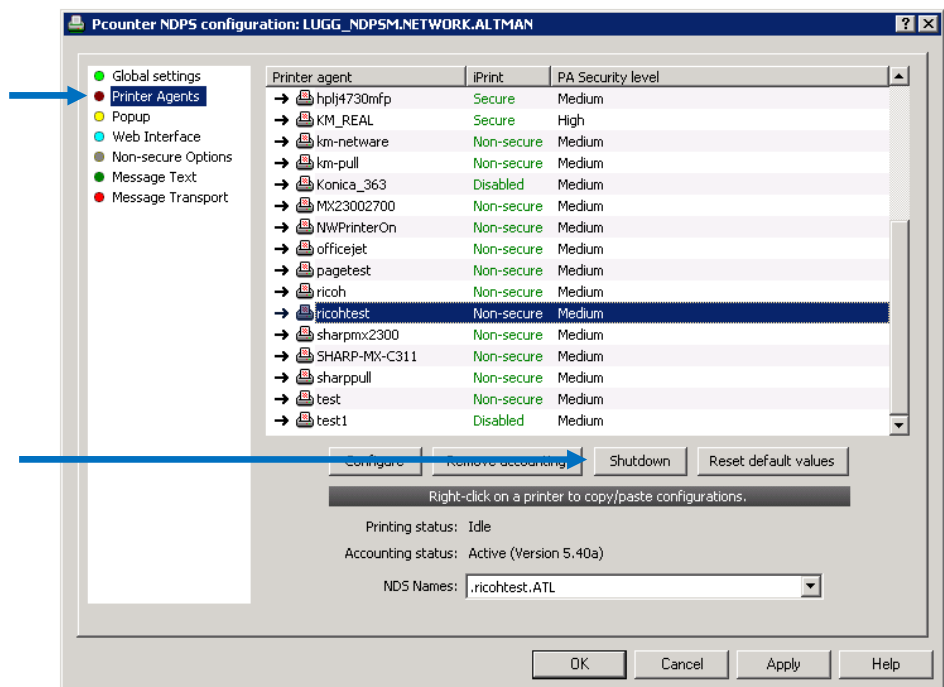 Pcounter NDPS configuration: LUGG_NDPSM.NETWORK.ALTMAN
Global settings
Printer Agents
Popup
Web Interface
Non-secure Options
Message Text
Message Transport
Printer agent iPrint PA Security level
hplj4730mfp Secure Medium
KM_REAL Secure High
km-netware Non-secure Medium
km-pull Non-secure Medium
Konica_363 Disabled Medium
MX23002700 Non-secure Medium
NWPrinterOn Non-secure Medium
officejet Non-secure Medium
pagetest Non-secure Medium
ricoh Non-secure Medium
ricohtest Non-secure Medium
sharpmx2300 Non-secure Medium
SHARP-MX-C311 Non-secure Medium
sharppull Non-secure Medium
test Non-secure Medium
test1 Disabled Medium
Configure Remove accounting Shutdown Reset default values
Right-click on a printer to copy/paste configurations.
Printing status: Idle
Accounting status: Active (Version 5.40a)
NDS Names: .ricohtest.ATL
OK Cancel Apply Help